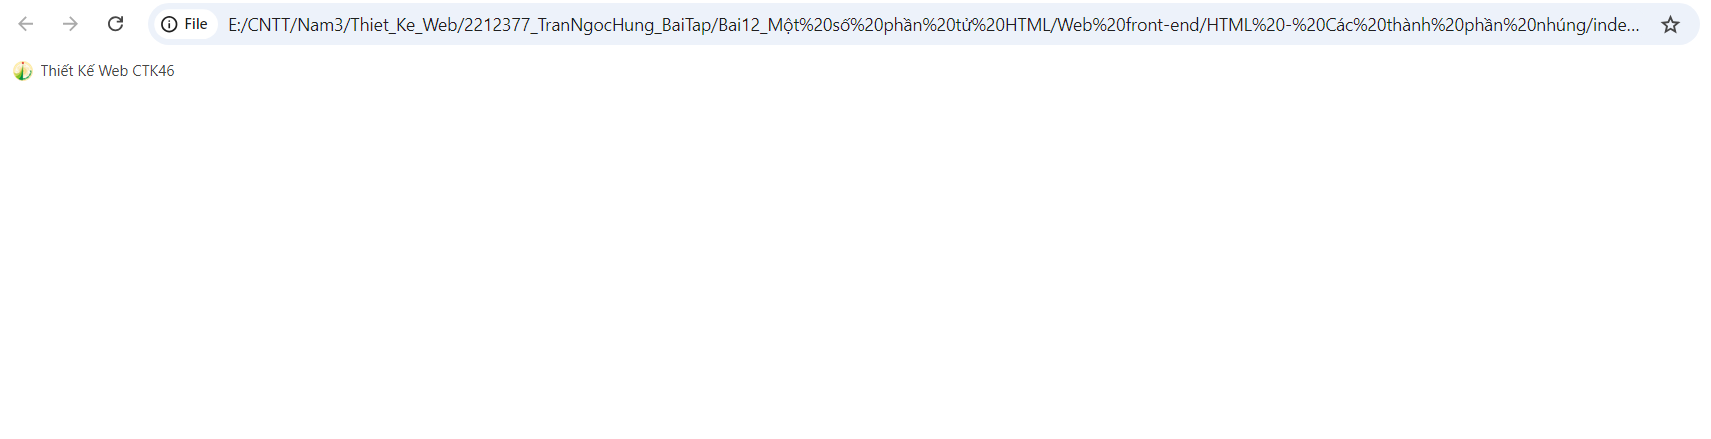 File E:/CNTT/Nam3/Thiet_Ke_Web/2212377_TranNgocHung_BaiTap/Bai12_Một%20số%20phần%20tử%20HTML/Web%20front-end/HTML%20-%20Các%20thành%20phần%20nhúng/inde...
Thiết Kế Web CTK46